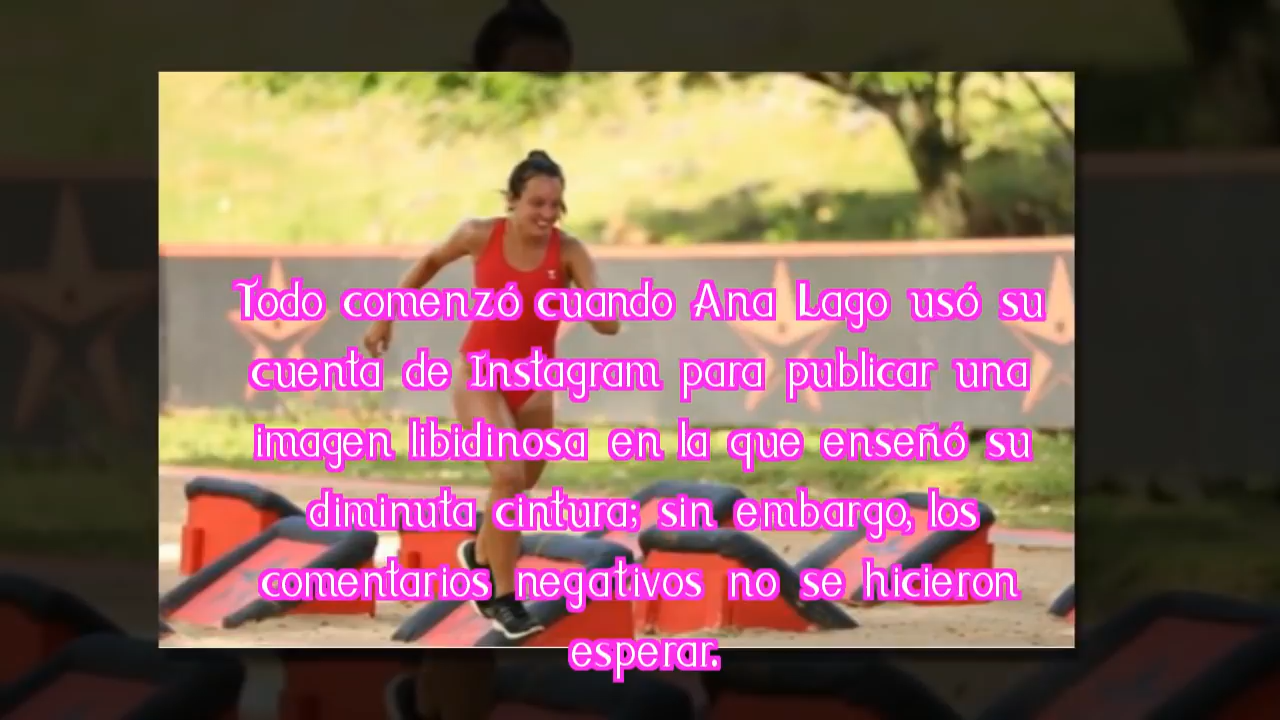 Todo comenzó cuando Ana Lago usó su
cuenta de Instagram para publicar una
imagen libidinosa en la que enseñó su
diminuta cintura; sin embargo, los
comentarios negativos no se hicieron
esperar.